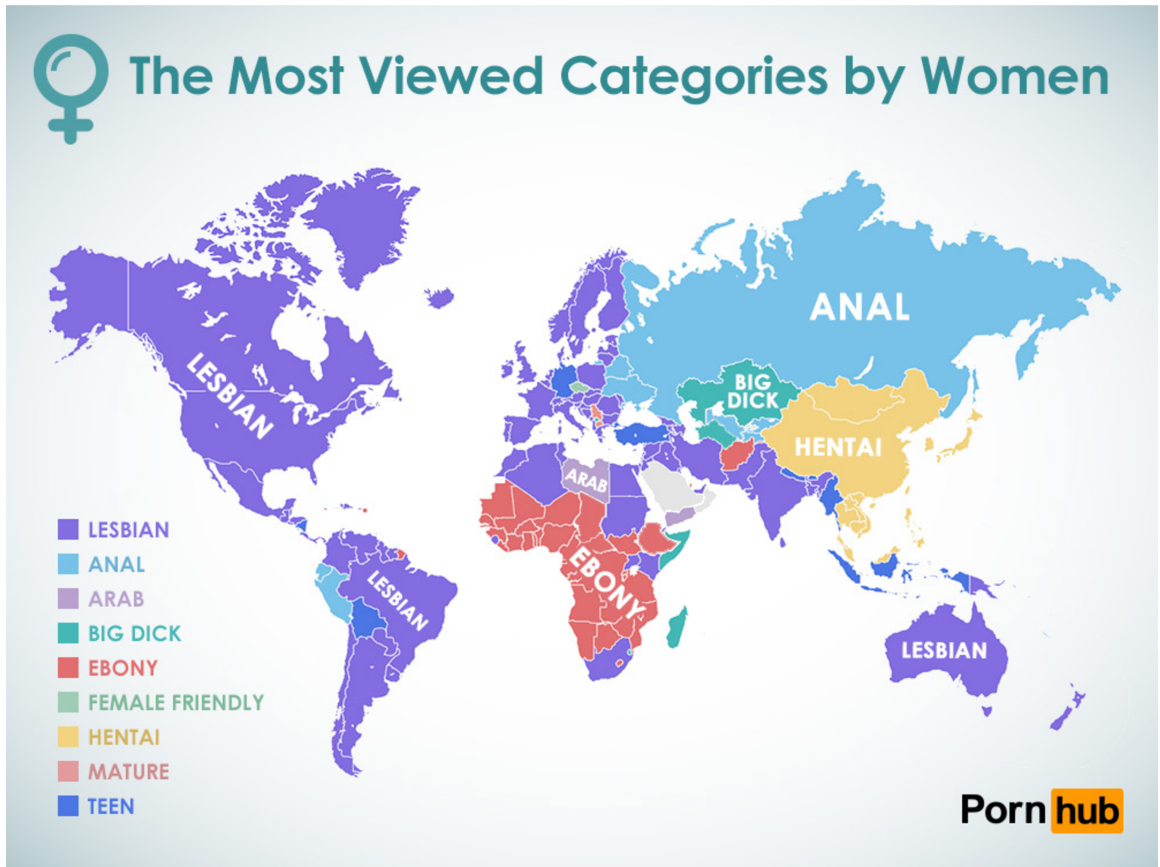 The Most Viewed Categories by Women
LESBIAN
ANAL
BIG
DICK
HENTAI
ARAB
EBONY
LESBIAN
LESBIAN
LESBIAN
ANAL
ARAB
BIG DICK
EBONY
FEMALE FRIENDLY
HENTAI
MATURE
TEEN
Pornhub